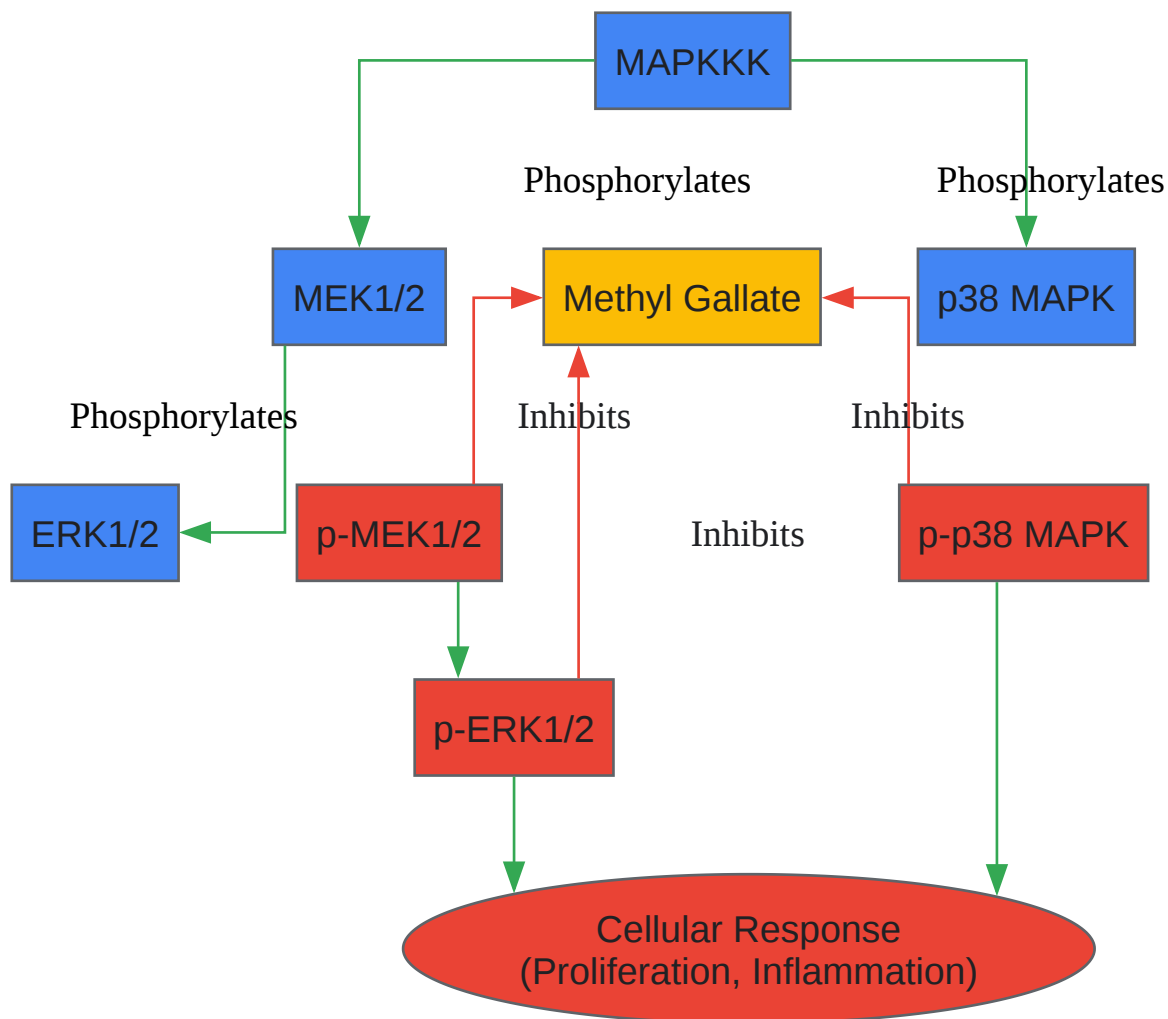 MAPKKK
Phosphorylates
Phosphorylates
MEK1/2
Methyl Gallate
p38 MAPK
Phosphorylates
Inhibits
Inhibits
ERK1/2
p-MEK1/2
Inhibits
p-p38 MAPK
p-ERK1/2
Cellular Response
(Proliferation, Inflammation)